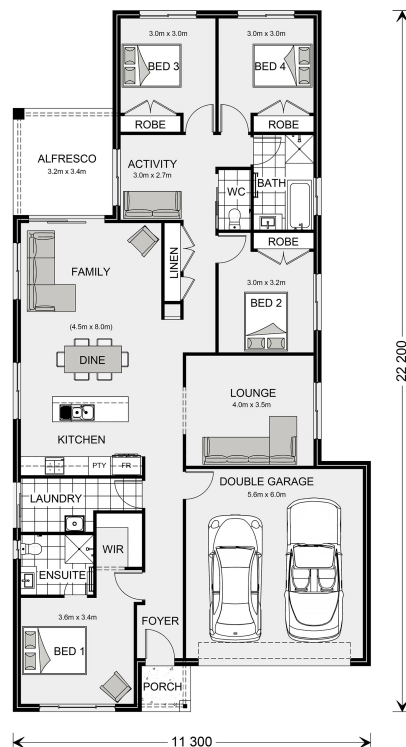 3.0m x 3.0m
BED 3
3.0m x 3.0m
BED 4
ROBE
ROBE
ALFRESCO
3.2m x 3.4m
ACTIVITY
3.0m x 2.7m
WC
BATH
ROBE
LINEN
FAMILY
3.0m x 3.2m
BED 2
(4.5m x 8.0m)
DINE
LOUNGE
4.0m x 3.5m
KITCHEN
PTY
FR
DOUBLE GARAGE
5.6m x 6.0m
LAUNDRY
WIR
ENSUITE
3.6m x 3.4m
BED 1
FOYER
PORCH
22 200
11 300